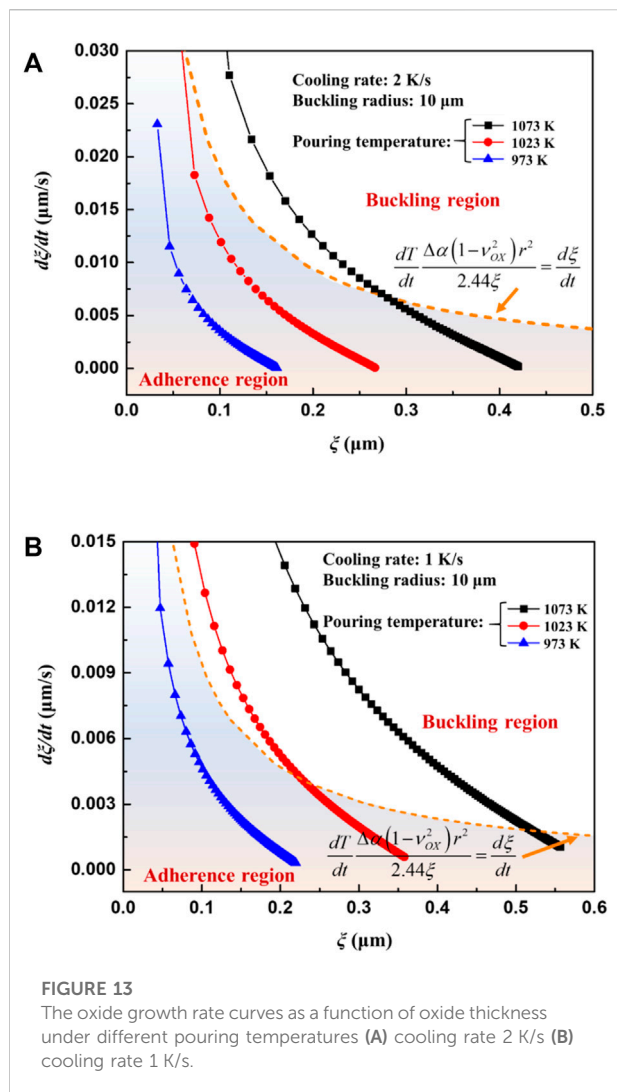 A
Cooling rate: 2 K/s
Buckling radius: 10 μm
Pouring temperature:
1073 K
1023 K
973 K
Buckling region
dT/dt Δα(1-ν²_OX)r²/2.44ξ = dξ/dt
Adherence region
dξ/dt (μm/s)
0.030
0.025
0.020
0.015
0.010
0.005
0.000
0.0 0.1 0.2 0.3 0.4 0.5
ξ (μm)
B
Cooling rate: 1 K/s
Buckling radius: 10 μm
Pouring temperature:
1073 K
1023 K
973 K
Buckling region
dT/dt Δα(1-ν²_OX)r²/2.44ξ = dξ/dt
Adherence region
dξ/dt (μm/s)
0.015
0.012
0.009
0.006
0.003
0.000
0.0 0.1 0.2 0.3 0.4 0.5 0.6
ξ (μm)
FIGURE 13
The oxide growth rate curves as a function of oxide thickness
under different pouring temperatures (A) cooling rate 2 K/s (B)
cooling rate 1 K/s.